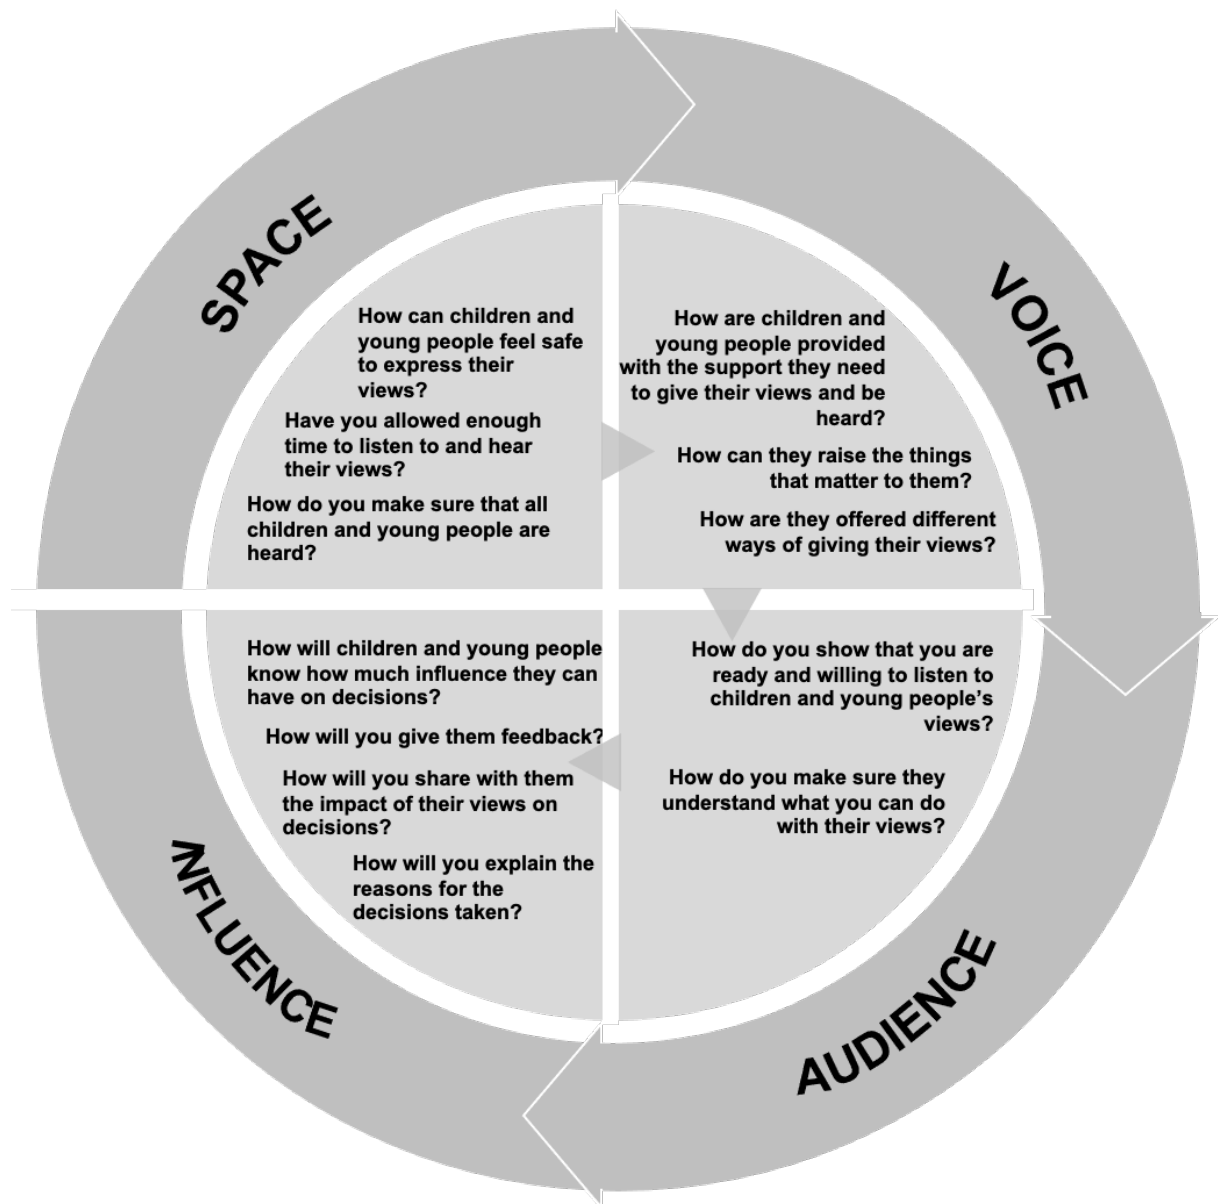 SPACE
How can children and
young people feel safe
to express their
views?
Have you allowed enough
time to listen to and hear
their views?
How do you make sure that all
children and young people are
heard?
VOICE
How are children and
young people provided
with the support they need
to give their views and be
heard?
How can they raise the things
that matter to them?
How are they offered different
ways of giving their views?
AUDIENCE
How do you show that you are
ready and willing to listen to
children and young people’s
views?
How do you make sure they
understand what you can do
with their views?
INFLUENCE
How will children and young people
know how much influence they can
have on decisions?
How will you give them feedback?
How will you share with them
the impact of their views on
decisions?
How will you explain the
reasons for the
decisions taken?